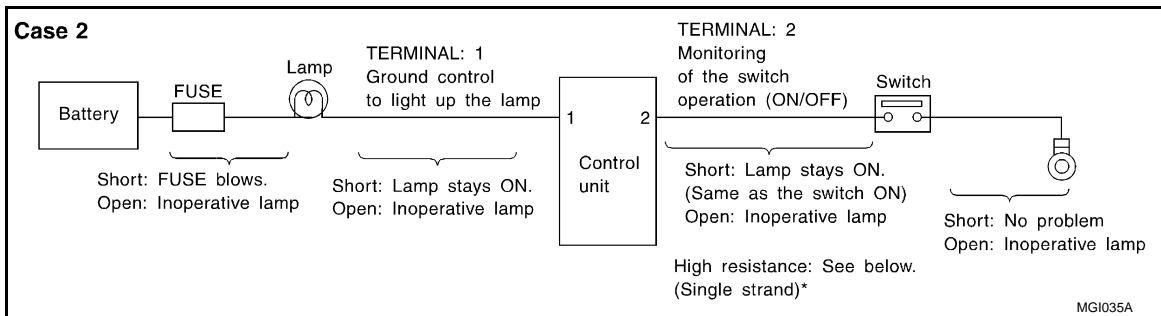 Case 2
Battery
FUSE
Lamp
TERMINAL: 1
Ground control
to light up the lamp
1
2
Control
unit
TERMINAL: 2
Monitoring
of the switch
operation (ON/OFF)
Switch
Short: FUSE blows.
Open: Inoperative lamp
Short: Lamp stays ON.
Open: Inoperative lamp
Short: Lamp stays ON.
(Same as the switch ON)
Open: Inoperative lamp
High resistance: See below.
(Single strand)*
Short: No problem
Open: Inoperative lamp
MGI035A